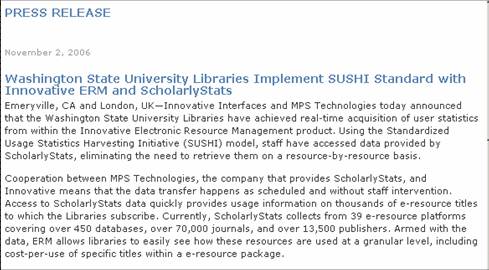 PRESS RELEASE
November 2, 2006
Washington State University Libraries Implement SUSHI Standard with
Innovative ERM and ScholarlyStats
Emeryville, CA and London, UK—Innovative Interfaces and MPS Technologies today announced
that the Washington State University Libraries have achieved real-time acquisition of user statistics
from within the Innovative Electronic Resource Management product. Using the Standardized
Usage Statistics Harvesting Initiative (SUSHI) model, staff have accessed data provided by
ScholarlyStats, eliminating the need to retrieve them on a resource-by-resource basis.
Cooperation between MPS Technologies, the company that provides ScholarlyStats, and
Innovative means that the data transfer happens as scheduled and without staff intervention.
Access to ScholarlyStats data quickly provides usage information on thousands of e-resource titles
to which the Libraries subscribe. Currently, ScholarlyStats collects from 39 e-resource platforms
covering over 450 databases, over 70,000 journals, and over 13,500 publishers. Armed with the
data, ERM allows libraries to easily see how these resources are used at a granular level, including
cost-per-use of specific titles within a e-resource package.